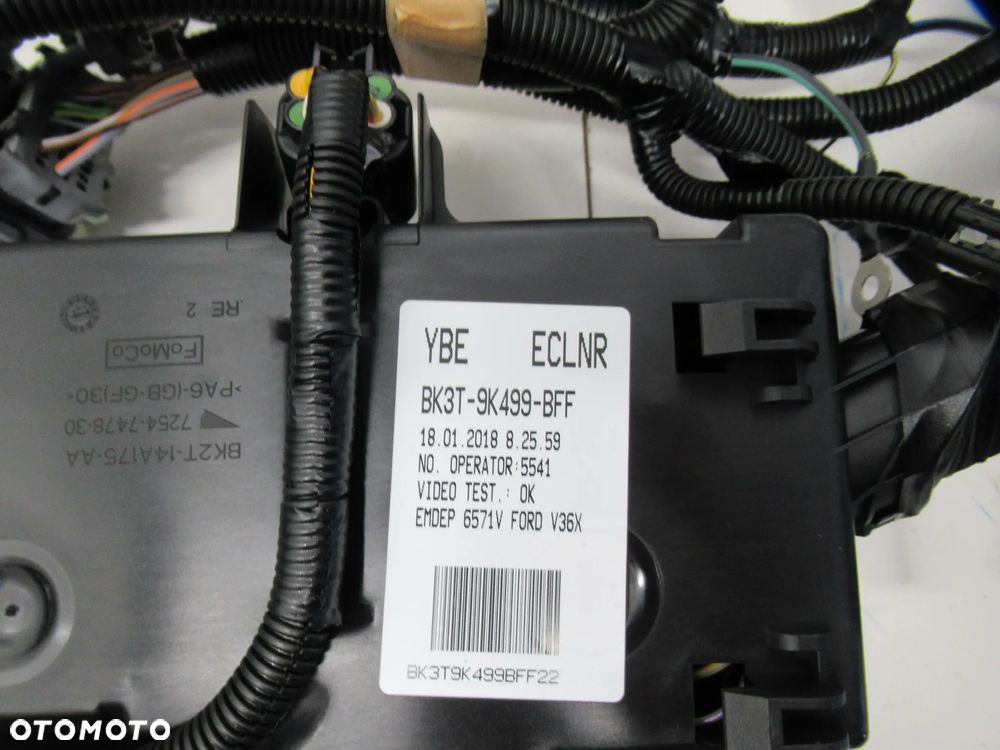 YBE ECLNR
BK3T-9K499-BFF
18.01.2018 8.25.59
NO. OPERATOR:5541
VIDEO TEST.: OK
EMDEP 6571V FORD V36X
BK3T9K499BFF22
BK2T-14A175-AA
7254-7478-30
>PA6-(GB-GF)30<
FoMoCo
.RE 2
OTOMOTO